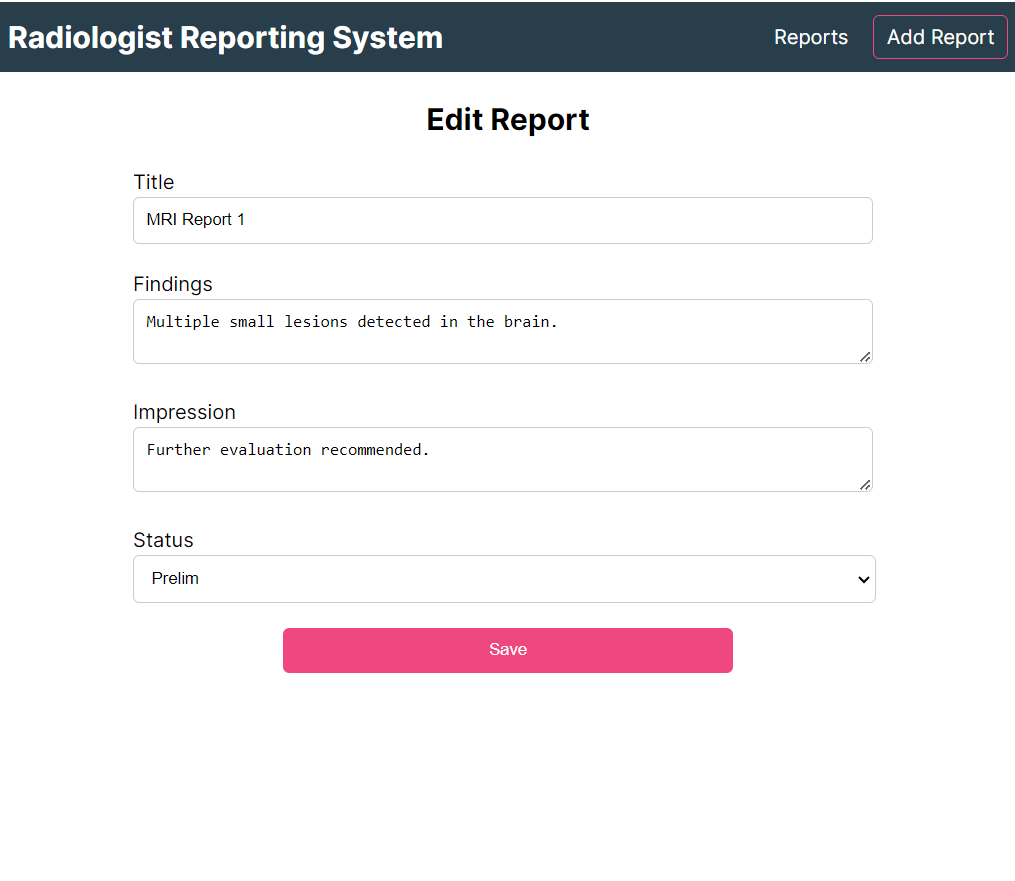 Radiologist Reporting System
Reports
Add Report
Edit Report
Title
MRI Report 1
Findings
Multiple small lesions detected in the brain.
Impression
Further evaluation recommended.
Status
Prelim
Save